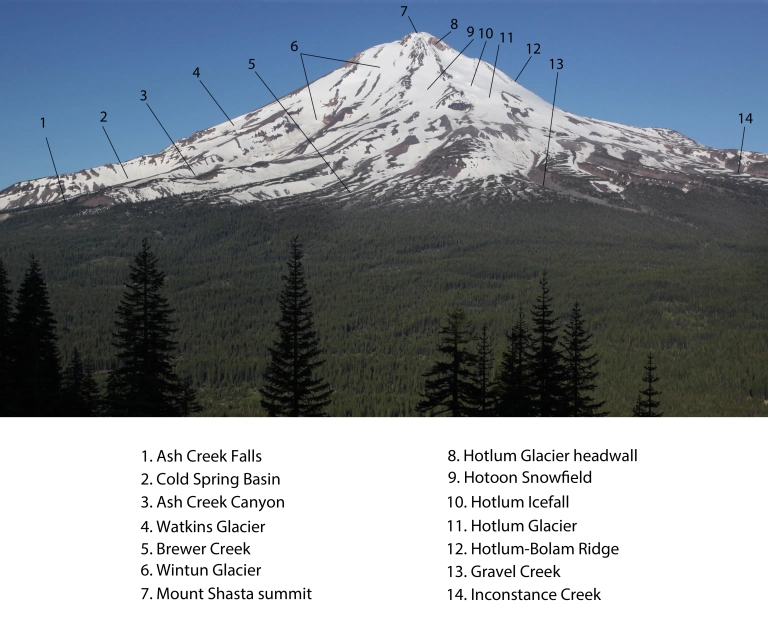 7
8
9
10
11
6
12
5
13
4
3
2
1
14
1. Ash Creek Falls
2. Cold Spring Basin
3. Ash Creek Canyon
4. Watkins Glacier
5. Brewer Creek
6. Wintun Glacier
7. Mount Shasta summit
8. Hotlum Glacier headwall
9. Hotoon Snowfield
10. Hotlum Icefall
11. Hotlum Glacier
12. Hotlum-Bolam Ridge
13. Gravel Creek
14. Inconstance Creek